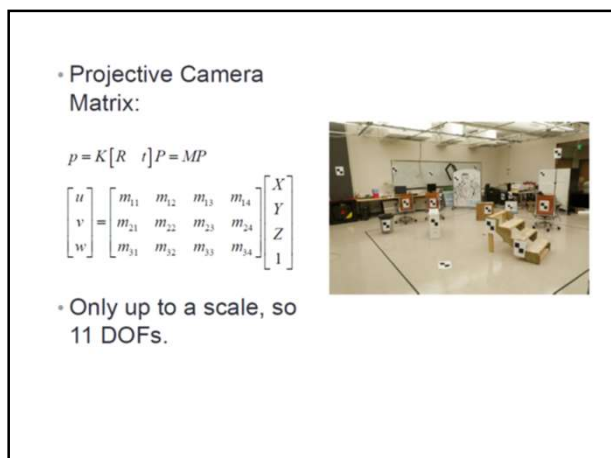 • Projective Camera
Matrix:
p = K[R t]P = MP
[u v w] = [m11 m12 m13 m14 m21 m22 m23 m24 m31 m32 m33 m34] [X Y Z 1]
• Only up to a scale, so
11 DOFs.